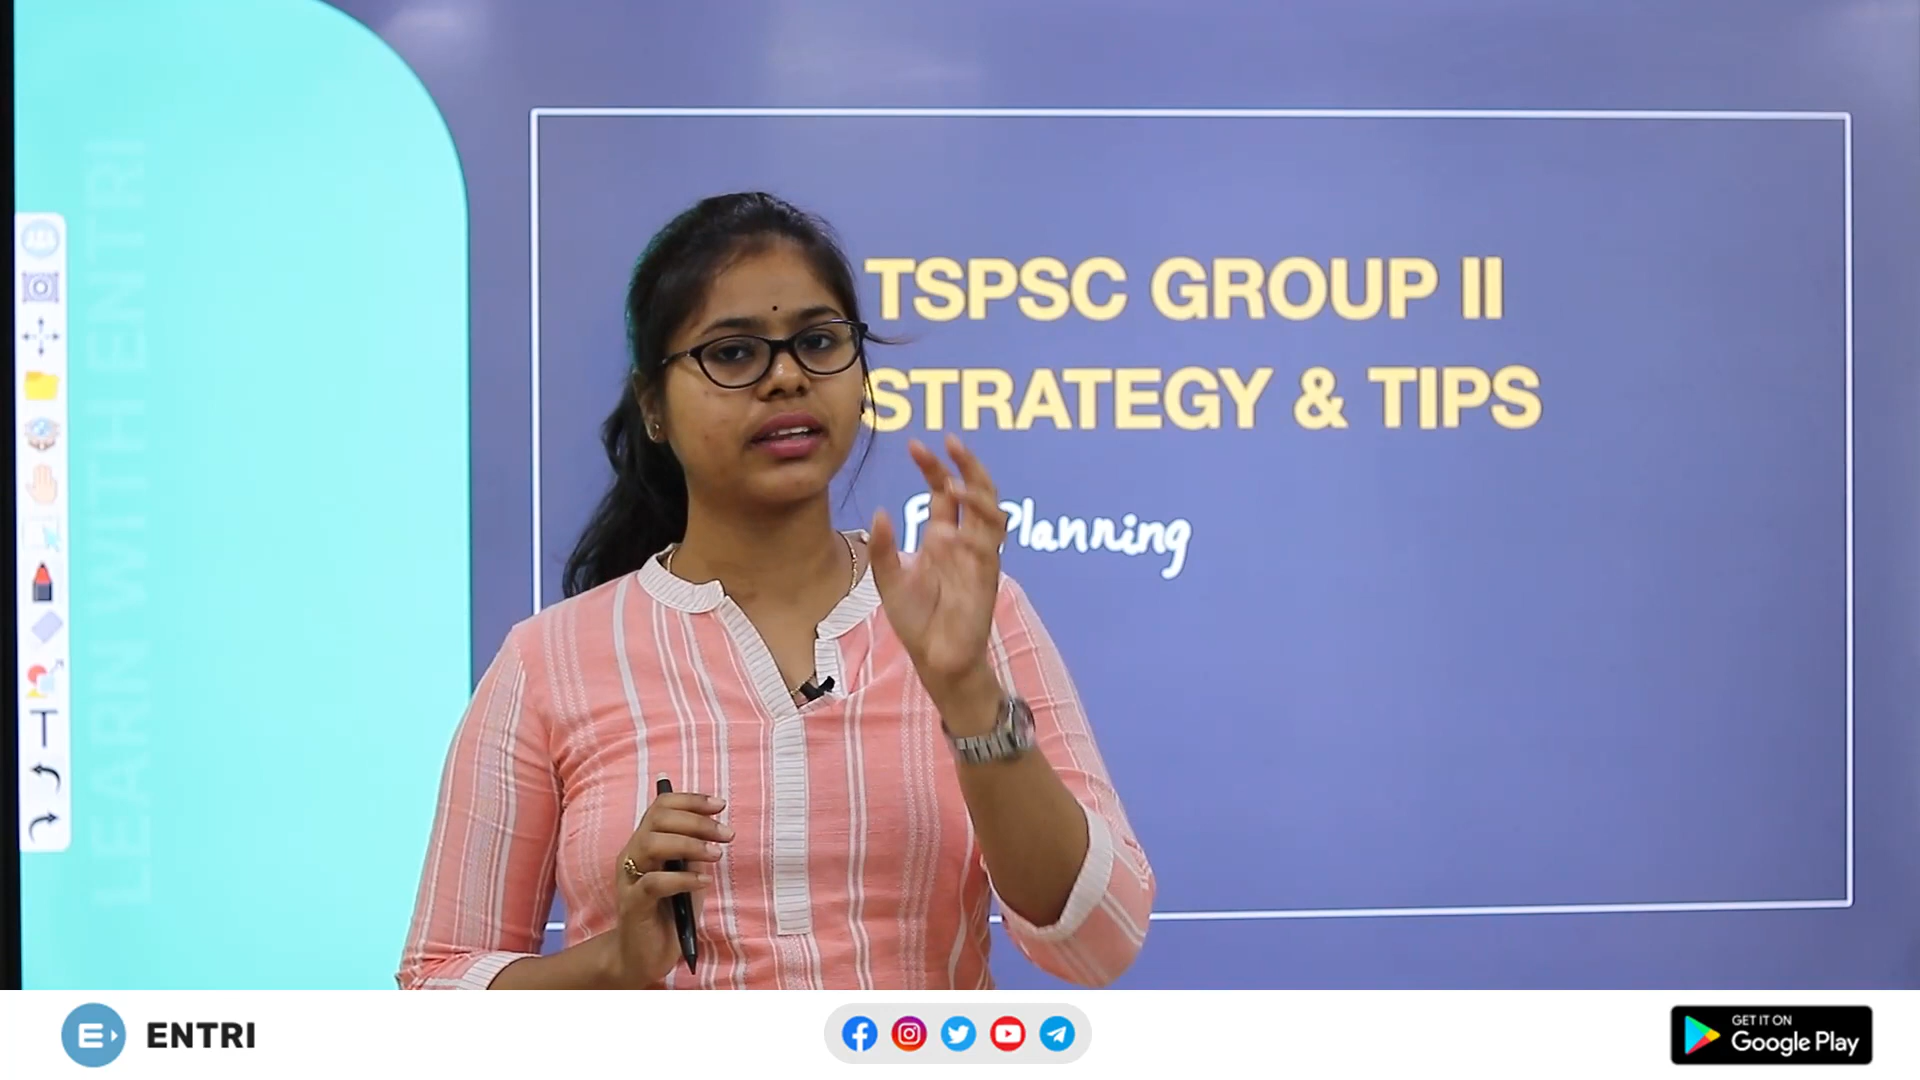 LEARN WITH ENTRI
TSPSC GROUP II
STRATEGY & TIPS
Planning
T
E
ENTRI
GET IT ON
Google Play